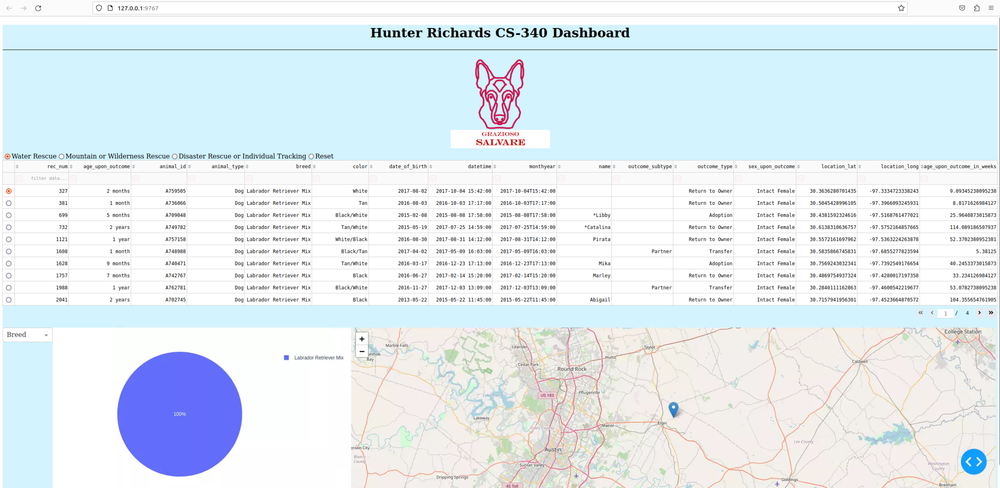 127.0.0.1:9767
Hunter Richards CS-340 Dashboard
GRAZIOSO
SALVARE
Water Rescue Mountain or Wilderness Rescue Disaster Rescue or Individual Tracking Reset
rec_num age_upon_outcome animal_id animal_type breed color date_of_birth datetime monthyear name outcome_subtype outcome_type sex_upon_outcome location_lat location_long age_upon_outcome_in_weeks
filter data...
327 2 months A759505 Dog Labrador Retriever Mix White 2017-08-02 2017-10-04 15:42:00 2017-10-04T15:42:00 Return to Owner Intact Female 30.3636280701435 -97.3334723338243 9.09345238095238
381 1 month A736066 Dog Labrador Retriever Mix Tan 2016-08-03 2016-10-03 17:17:00 2016-10-03T17:17:00 Return to Owner Intact Female 30.5045428996105 -97.3966093245931 8.8171626984127
699 5 months A709048 Dog Labrador Retriever Mix Black/White 2015-02-08 2015-08-08 17:58:00 2015-08-08T17:58:00 *Libby Adoption Intact Female 30.4381592324616 -97.5168761477021 25.9640873015873
732 2 years A749782 Dog Labrador Retriever Mix Tan/White 2015-05-19 2017-07-25 14:59:00 2017-07-25T14:59:00 *Catalina Return to Owner Intact Female 30.6138310636757 -97.5752164857665 114.089186507937
1121 1 year A757158 Dog Labrador Retriever Mix White/Black 2016-08-30 2017-08-31 14:12:00 2017-08-31T14:12:00 Pirata Return to Owner Intact Female 30.5572161697962 -97.5363224263878 52.3702380952381
1608 1 month A748988 Dog Labrador Retriever Mix Black/Tan 2017-04-02 2017-05-09 16:03:00 2017-05-09T16:03:00 Partner Transfer Intact Female 30.5835866745831 -97.6855277823594 5.38125
1628 9 months A740471 Dog Labrador Retriever Mix Tan/White 2016-03-17 2016-12-23 17:13:00 2016-12-23T17:13:00 Mika Adoption Intact Female 30.7569243032341 -97.7392549176654 40.2453373015873
1757 7 months A742767 Dog Labrador Retriever Mix Black 2016-06-27 2017-02-14 15:20:00 2017-02-14T15:20:00 Marley Return to Owner Intact Female 30.4869754937324 -97.4280017197358 33.234126984127
1988 1 year A762781 Dog Labrador Retriever Mix Black/White 2016-11-27 2017-12-03 13:09:00 2017-12-03T13:09:00 Partner Transfer Intact Female 30.2840111162863 -97.4600542219677 53.0782738095238
2041 2 years A702745 Dog Labrador Retriever Mix Black 2013-05-22 2015-05-22 11:45:00 2015-05-22T11:45:00 Abigail Return to Owner Intact Female 30.7157941956301 -97.4523664870572 104.355654761905
1 / 4
Breed
Labrador Retriever Mix
100%
+
−
College Station
Marble Falls
Leander
Taylor
Hutto
seshoe
Bay
Cedar Park
Round Rock
Caldwell
Lake Travis
US 183
Pflugerville
Lakeway
Elgin
Manor
Travis County
Lee County
nson City
Austin
Blanco
County
Sunset Valley
Washington
County
Dripping Springs
Giddings
45 Toll
Brenham